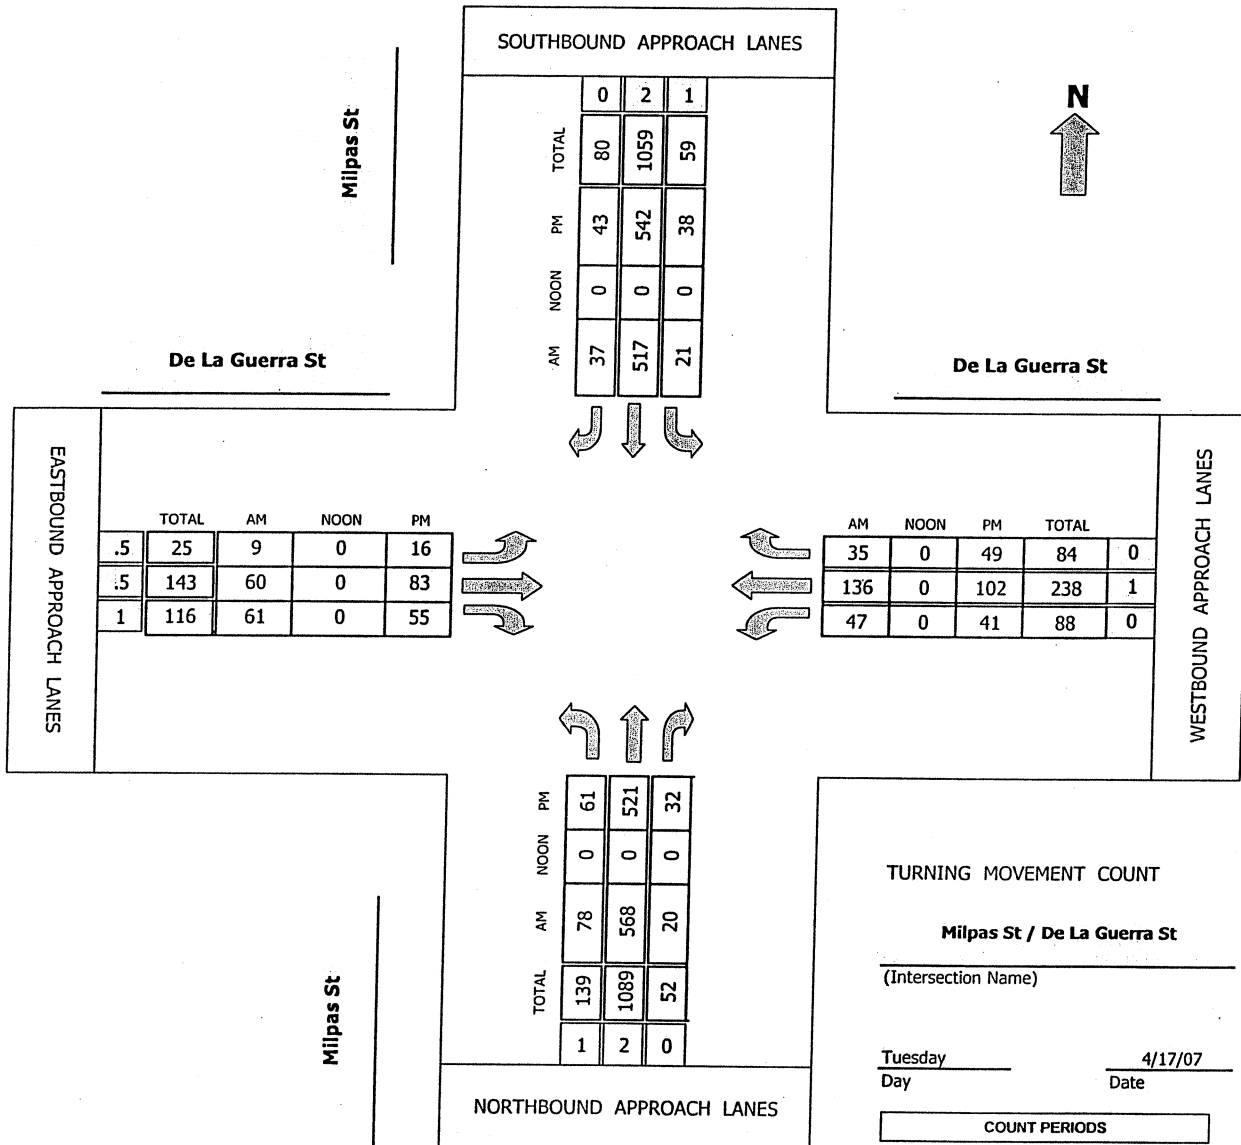 SOUTHBOUND APPROACH LANES
0 2 1
TOTAL 80 1059 59
PM 43 542 38
NOON 0 0 0
AM 37 517 21
Milpas St
N
De La Guerra St
De La Guerra St
EASTBOUND APPROACH LANES
TOTAL AM NOON PM
.5 25 9 0 16
.5 143 60 0 83
1 116 61 0 55
AM NOON PM TOTAL
35 0 49 84 0
136 0 102 238 1
47 0 41 88 0
WESTBOUND APPROACH LANES
PM 61 521 32
NOON 0 0 0
AM 78 568 20
TOTAL 139 1089 52
1 2 0
NORTHBOUND APPROACH LANES
Milpas St
TURNING MOVEMENT COUNT
Milpas St / De La Guerra St
(Intersection Name)
Tuesday 4/17/07
Day Date
COUNT PERIODS